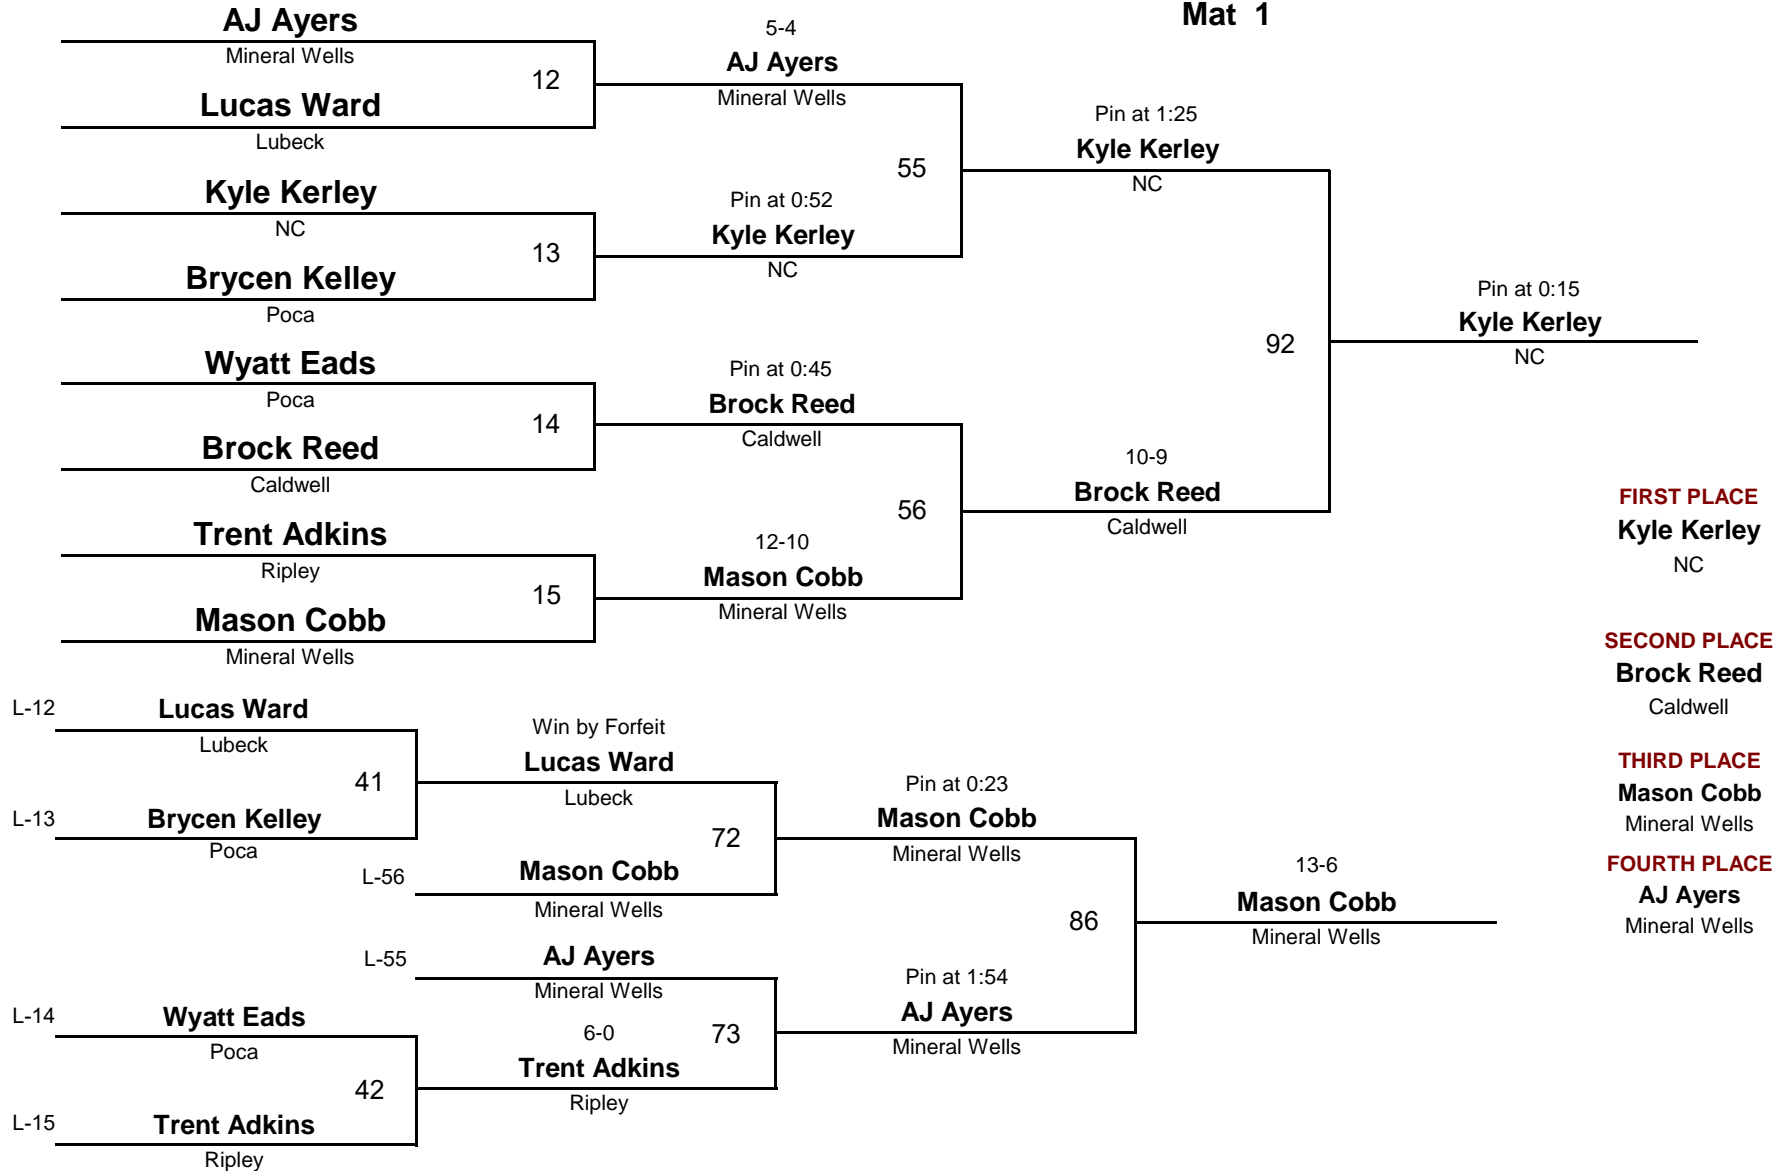 Mat 1
AJ Ayers
Mineral Wells
12
Lucas Ward
Lubeck
Kyle Kerley
NC
13
Brycen Kelley
Poca
Wyatt Eads
Poca
14
Brock Reed
Caldwell
Trent Adkins
Ripley
15
Mason Cobb
Mineral Wells
5-4
AJ Ayers
Mineral Wells
55
Pin at 0:52
Kyle Kerley
NC
Pin at 0:45
Brock Reed
Caldwell
56
12-10
Mason Cobb
Mineral Wells
Pin at 1:25
Kyle Kerley
NC
92
10-9
Brock Reed
Caldwell
Pin at 0:15
Kyle Kerley
NC
FIRST PLACE
Kyle Kerley
NC
SECOND PLACE
Brock Reed
Caldwell
THIRD PLACE
Mason Cobb
Mineral Wells
FOURTH PLACE
AJ Ayers
Mineral Wells
L-12
Lucas Ward
Lubeck
41
L-13
Brycen Kelley
Poca
Win by Forfeit
Lucas Ward
Lubeck
72
L-56
Mason Cobb
Mineral Wells
L-55
AJ Ayers
Mineral Wells
73
L-14
Wyatt Eads
Poca
42
L-15
Trent Adkins
Ripley
6-0
Trent Adkins
Ripley
Pin at 0:23
Mason Cobb
Mineral Wells
86
Pin at 1:54
AJ Ayers
Mineral Wells
13-6
Mason Cobb
Mineral Wells